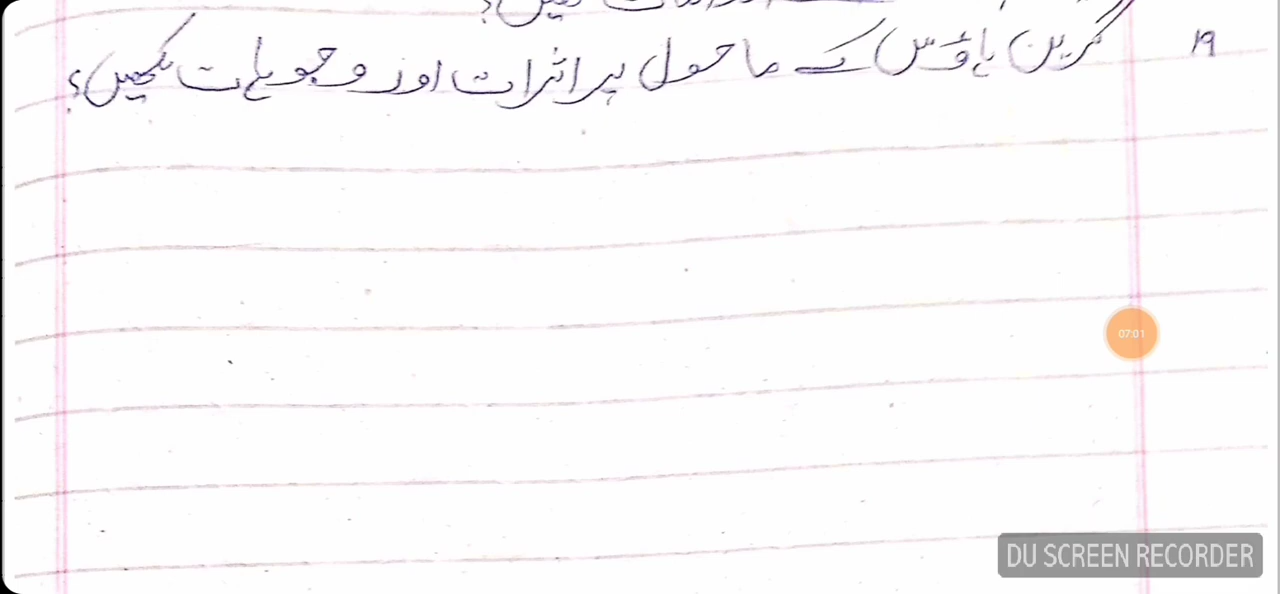 ۱۹ گرین ہاؤس کے ماحول پر اثرات اور وجوہات لکھیں؟
07:01
DU SCREEN RECORDER